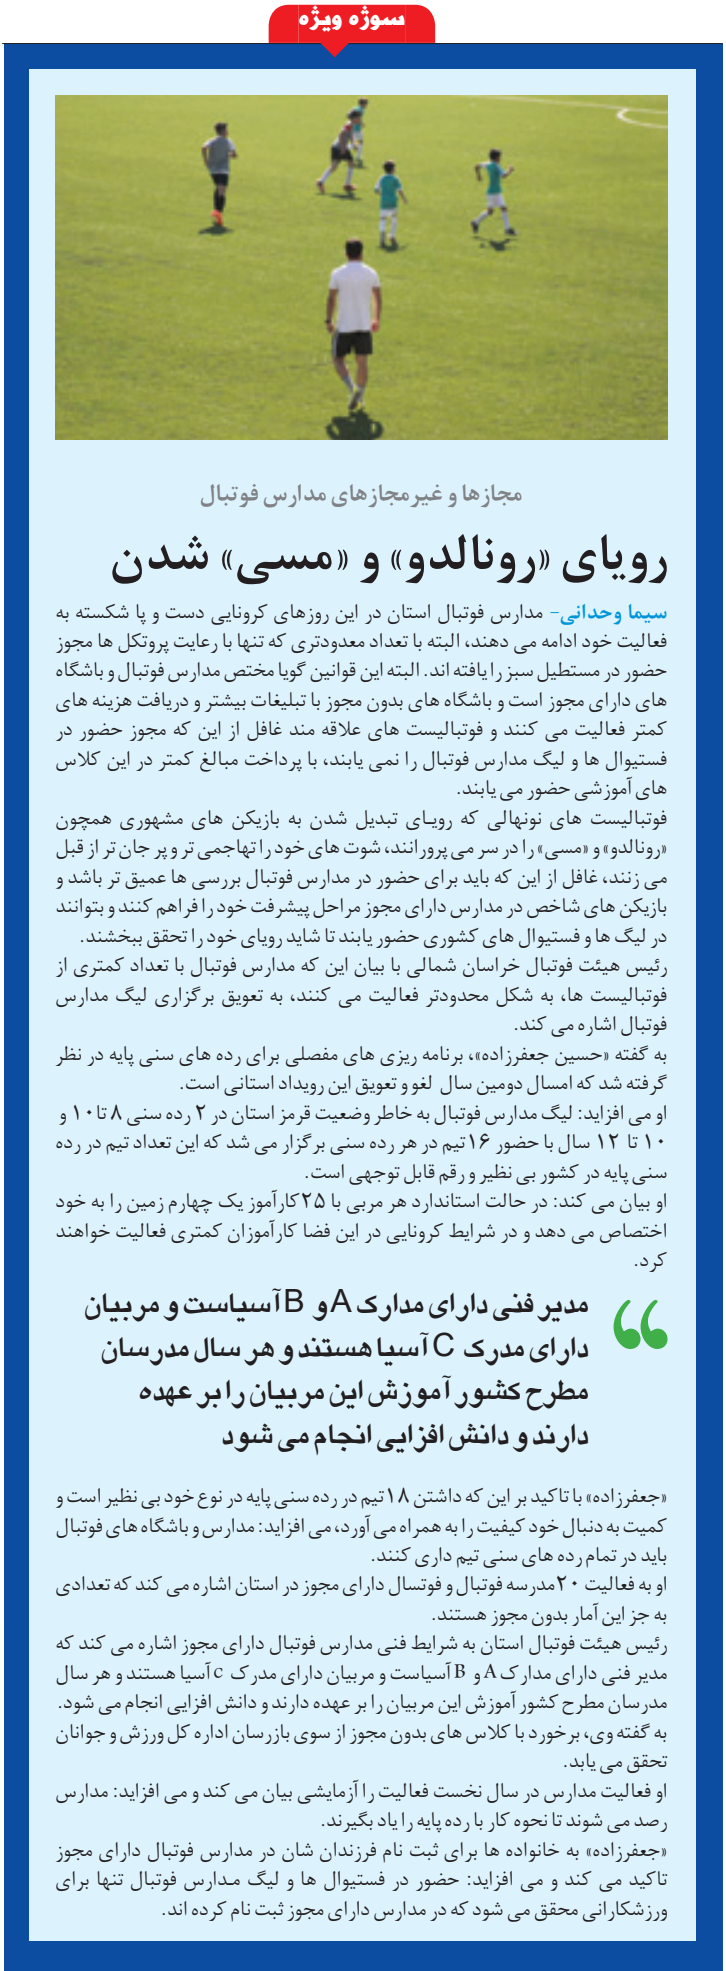 سوژه ویژه
مجازها و غیرمجازهای مدارس فوتبال
رویای «رونالدو» و «مسی» شدن
سیما وحدانی- مدارس فوتبال استان در این روزهای کرونایی دست و پا شکسته به
فعالیت خود ادامه می دهند، البته با تعداد معدودتری که تنها با رعایت پروتکل ها مجوز
حضور در مستطیل سبز را یافته اند. البته این قوانین گویا مختص مدارس فوتبال و باشگاه
های دارای مجوز است و باشگاه های بدون مجوز با تبلیغات بیشتر و دریافت هزینه های
کمتر فعالیت می کنند و فوتبالیست های علاقه مند غافل از این که مجوز حضور در
فستیوال ها و لیگ مدارس فوتبال را نمی یابند، با پرداخت مبالغ کمتر در این کلاس
های آموزشی حضور می یابند.
فوتبالیست های نونهالی که رویای تبدیل شدن به بازیکن های مشهوری همچون
«رونالدو» و «مسی» را در سر می پرورانند، شوت های خود را تهاجمی تر و پر جان تر از قبل
می زنند، غافل از این که باید برای حضور در مدارس فوتبال بررسی ها عمیق تر باشد و
بازیکن های شاخص در مدارس دارای مجوز مراحل پیشرفت خود را فراهم کنند و بتوانند
در لیگ ها و فستیوال های کشوری حضور یابند تا شاید رویای خود را تحقق ببخشند.
رئیس هیئت فوتبال خراسان شمالی با بیان این که مدارس فوتبال با تعداد کمتری از
فوتبالیست ها، به شکل محدودتر فعالیت می کنند، به تعویق برگزاری لیگ مدارس
فوتبال اشاره می کند.
به گفته «حسین جعفرزاده»، برنامه ریزی های مفصلی برای رده های سنی پایه در نظر
گرفته شد که امسال دومین سال لغو و تعویق این رویداد استانی است.
او می افزاید: لیگ مدارس فوتبال به خاطر وضعیت قرمز استان در ۲ رده سنی ۸ تا ۱۰ و
۱۰ تا ۱۲ سال با حضور ۱۶ تیم در هر رده سنی برگزار می شد که این تعداد تیم در رده
سنی پایه در کشور بی نظیر و رقم قابل توجهی است.
او بیان می کند: در حالت استاندارد هر مربی با ۲۵ کارآموز یک چهارم زمین را به خود
اختصاص می دهد و در شرایط کرونایی در این فضا کارآموزان کمتری فعالیت خواهند
کرد.
مدیر فنی دارای مدارک A و B آسیاست و مربیان
دارای مدرک C آسیا هستند و هر سال مدرسان
مطرح کشور آموزش این مربیان را بر عهده
دارند و دانش افزایی انجام می شود
«جعفرزاده» با تاکید بر این که داشتن ۱۸ تیم در رده سنی پایه در نوع خود بی نظیر است و
کمیت به دنبال خود کیفیت را به همراه می آورد، می افزاید: مدارس و باشگاه های فوتبال
باید در تمام رده های سنی تیم داری کنند.
او به فعالیت ۲۰ مدرسه فوتبال و فوتسال دارای مجوز در استان اشاره می کند که تعدادی
به جز این آمار بدون مجوز هستند.
رئیس هیئت فوتبال استان به شرایط فنی مدارس فوتبال دارای مجوز اشاره می کند که
مدیر فنی دارای مدارک A و B آسیاست و مربیان دارای مدرک c آسیا هستند و هر سال
مدرسان مطرح کشور آموزش این مربیان را بر عهده دارند و دانش افزایی انجام می شود.
به گفته وی، برخورد با کلاس های بدون مجوز از سوی بازرسان اداره کل ورزش و جوانان
تحقق می یابد.
او فعالیت مدارس در سال نخست فعالیت را آزمایشی بیان می کند و می افزاید: مدارس
رصد می شوند تا نحوه کار با رده پایه را یاد بگیرند.
«جعفرزاده» به خانواده ها برای ثبت نام فرزندان شان در مدارس فوتبال دارای مجوز
تاکید می کند و می افزاید: حضور در فستیوال ها و لیگ مدارس فوتبال تنها برای
ورزشکارانی محقق می شود که در مدارس دارای مجوز ثبت نام کرده اند.